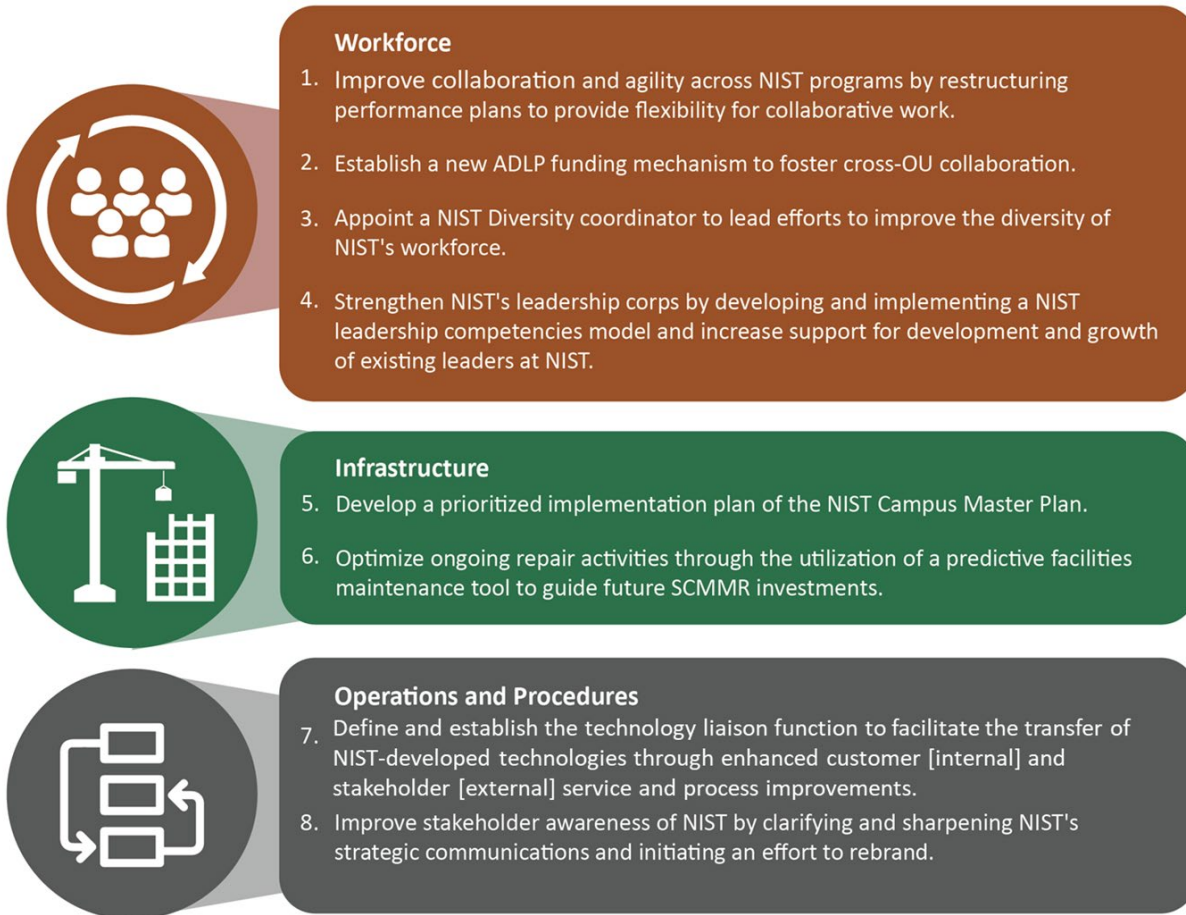 Workforce
1. Improve collaboration and agility across NIST programs by restructuring
performance plans to provide flexibility for collaborative work.
2. Establish a new ADLP funding mechanism to foster cross-OU collaboration.
3. Appoint a NIST Diversity coordinator to lead efforts to improve the diversity of
NIST's workforce.
4. Strengthen NIST's leadership corps by developing and implementing a NIST
leadership competencies model and increase support for development and growth
of existing leaders at NIST.
Infrastructure
5. Develop a prioritized implementation plan of the NIST Campus Master Plan.
6. Optimize ongoing repair activities through the utilization of a predictive facilities
maintenance tool to guide future SCMMR investments.
Operations and Procedures
7. Define and establish the technology liaison function to facilitate the transfer of
NIST-developed technologies through enhanced customer [internal] and
stakeholder [external] service and process improvements.
8. Improve stakeholder awareness of NIST by clarifying and sharpening NIST's
strategic communications and initiating an effort to rebrand.